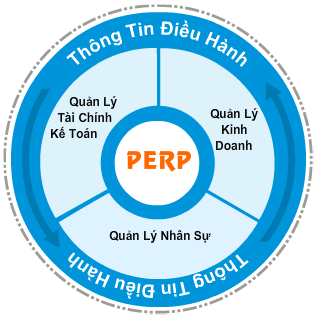 Thông Tin Điều Hành
Quản Lý
Tài Chính
Kế Toán
Quản Lý
Kinh
Doanh
PERP
Quản Lý Nhân Sự
Thông Tin Điều Hành